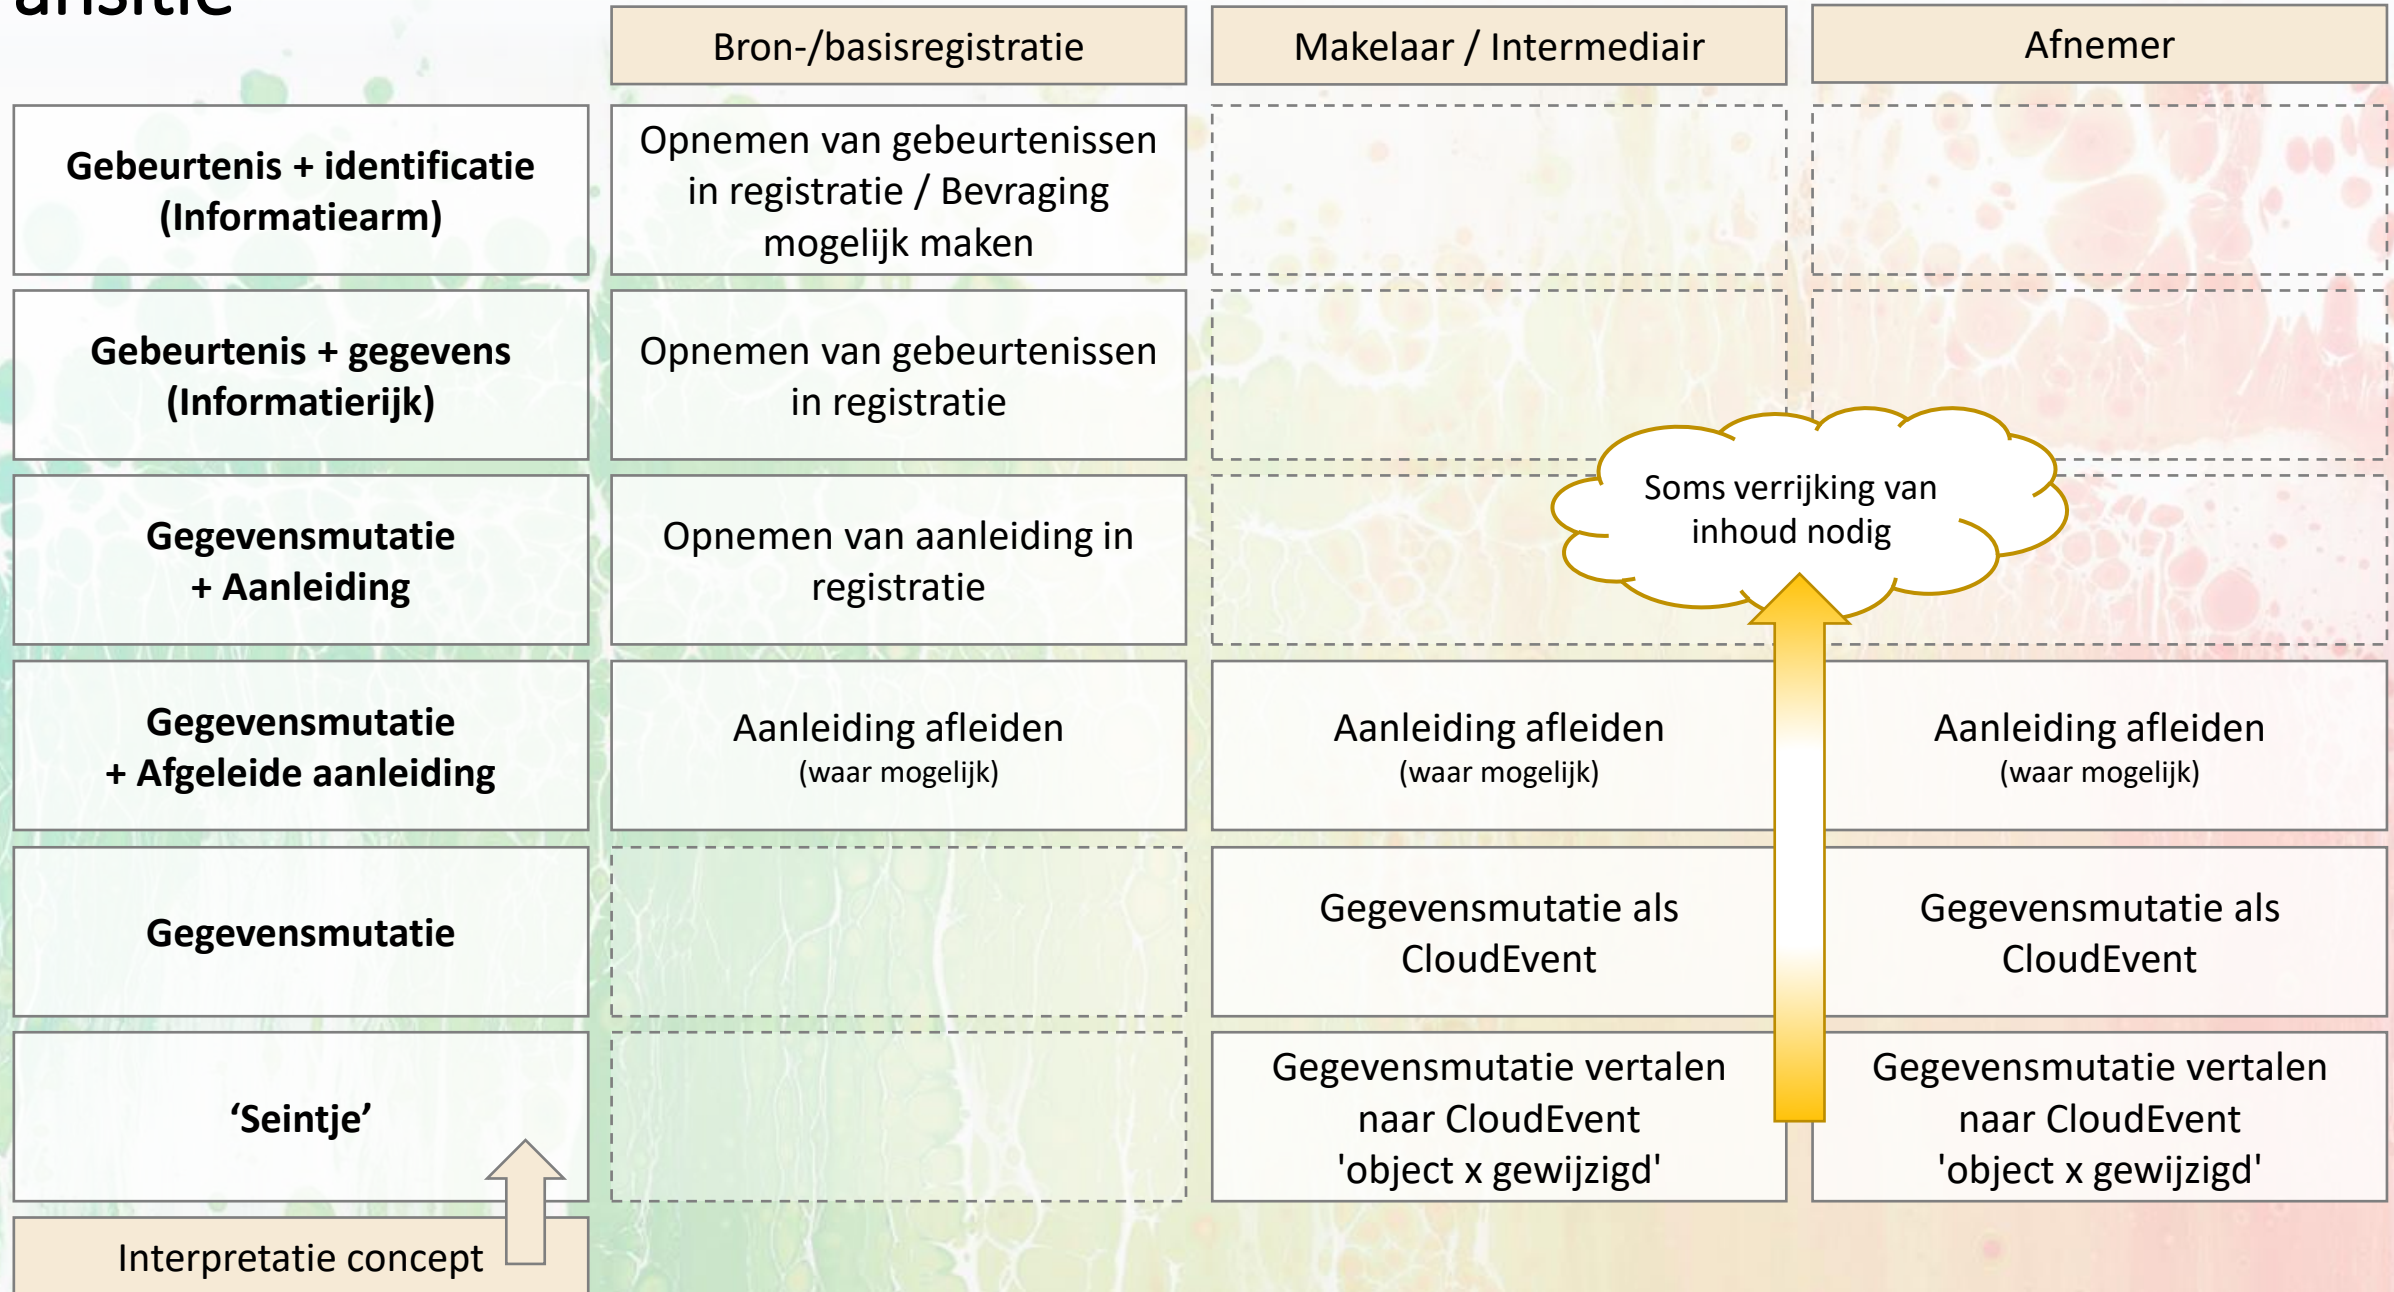 ansitie
Bron-/basisregistratie
Makelaar / Intermediair
Afnemer
Gebeurtenis + identificatie
(Informatiearm)
Opnemen van gebeurtenissen
in registratie / Bevraging
mogelijk maken
Gebeurtenis + gegevens
(Informatierijk)
Opnemen van gebeurtenissen
in registratie
Gegevensmutatie
+ Aanleiding
Opnemen van aanleiding in
registratie
Soms verrijking van
inhoud nodig
Gegevensmutatie
+ Afgeleide aanleiding
Aanleiding afleiden
(waar mogelijk)
Aanleiding afleiden
(waar mogelijk)
Aanleiding afleiden
(waar mogelijk)
Gegevensmutatie
Gegevensmutatie als
CloudEvent
Gegevensmutatie als
CloudEvent
‘Seintje’
Gegevensmutatie vertalen
naar CloudEvent
'object x gewijzigd'
Gegevensmutatie vertalen
naar CloudEvent
'object x gewijzigd'
Interpretatie concept